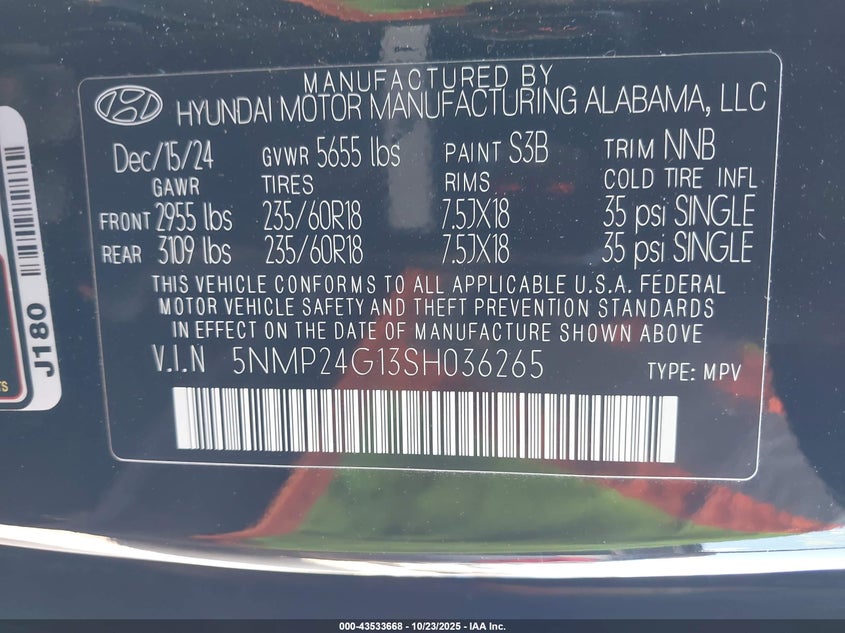 MANUFACTURED BY
HYUNDAI MOTOR MANUFACTURING ALABAMA, LLC
Dec/15/24 GVWR 5655 lbs PAINT S3B TRIM NNB
GAWR TIRES RIMS COLD TIRE INFL
FRONT 2955 lbs 235/60R18 7.5JX18 35 psi SINGLE
REAR 3109 lbs 235/60R18 7.5JX18 35 psi SINGLE
THIS VEHICLE CONFORMS TO ALL APPLICABLE U.S.A. FEDERAL
MOTOR VEHICLE SAFETY AND THEFT PREVENTION STANDARDS
IN EFFECT ON THE DATE OF MANUFACTURE SHOWN ABOVE
V.I.N 5NMP24G13SH036265 TYPE: MPV
J180
000-43533668 - 10/23/2025 - IAA Inc.